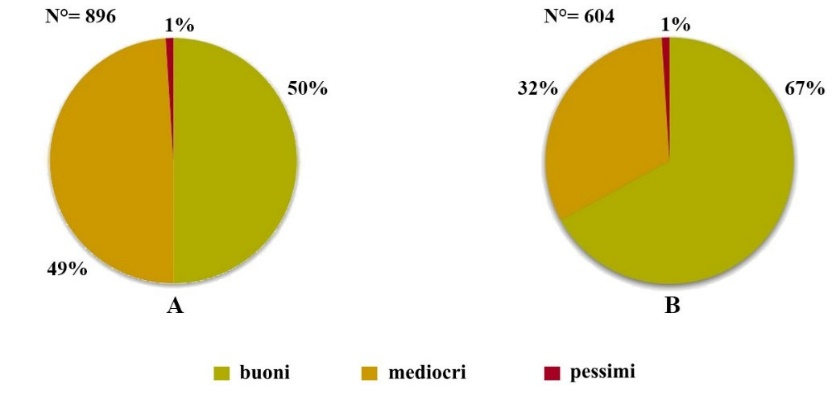 N°= 896
1%
50%
49%
A
N°= 604
1%
32%
67%
B
buoni
mediocri
pessimi